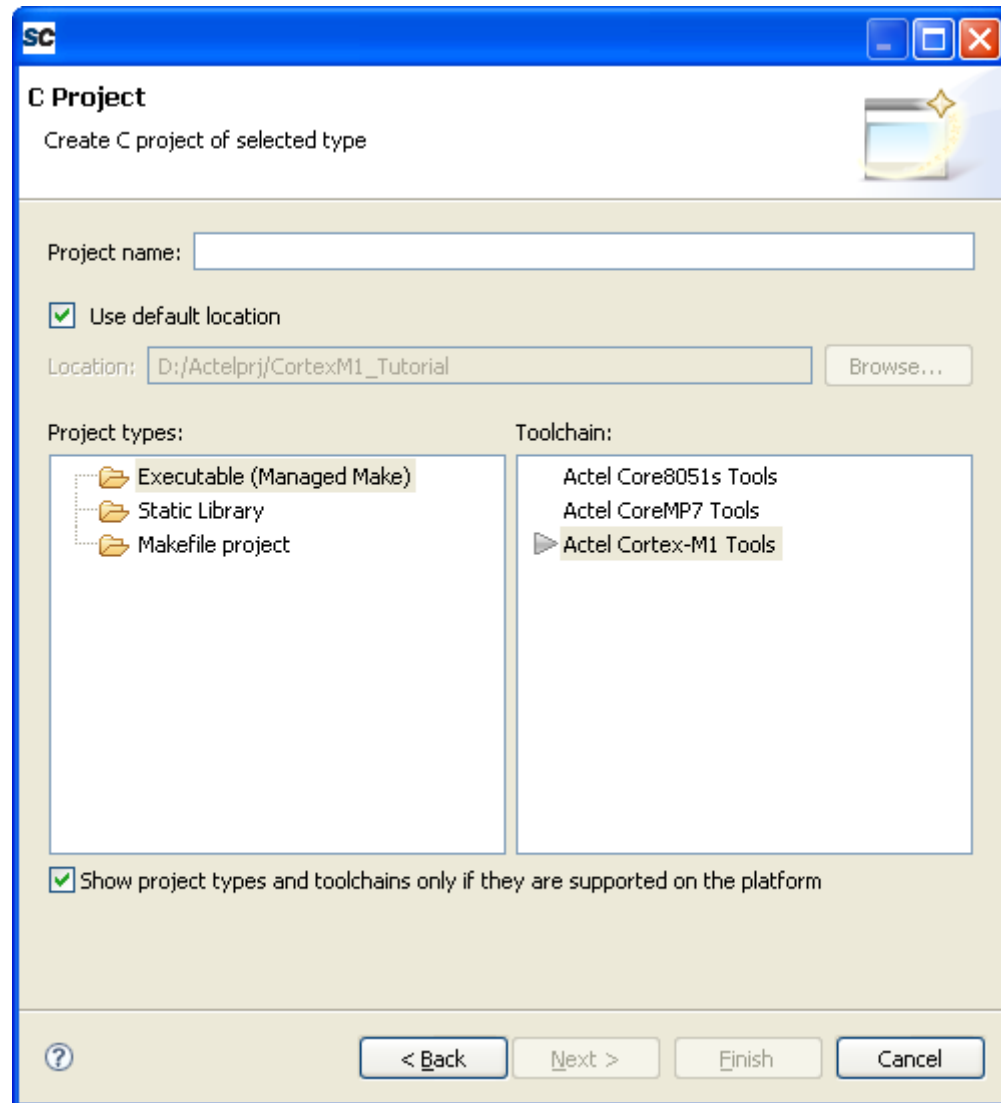 SC
C Project
Create C project of selected type
Project name:
Use default location
Location: D:/Actelprj/CortexM1_Tutorial Browse...
Project types: Toolchain:
Executable (Managed Make) Actel Core8051s Tools
Static Library Actel CoreMP7 Tools
Makefile project Actel Cortex-M1 Tools
Show project types and toolchains only if they are supported on the platform
? < Back Next > Finish Cancel